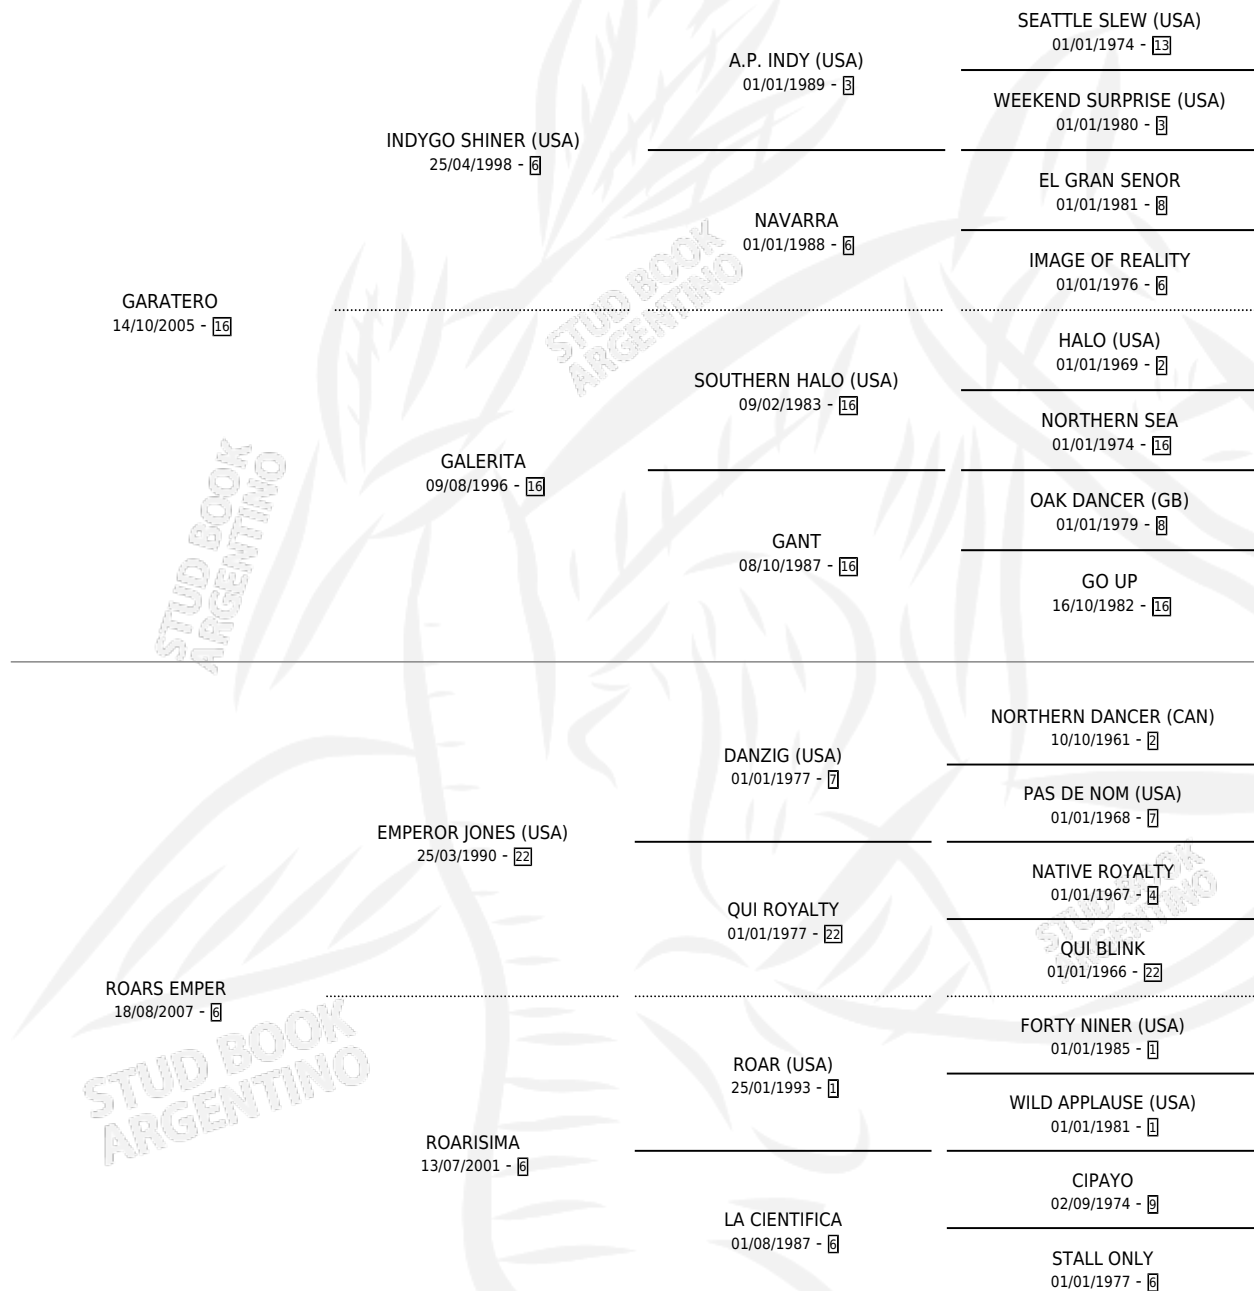 SEATTLE SLEW (USA)
01/01/1974 - 13
A.P. INDY (USA)
01/01/1989 - 3
WEEKEND SURPRISE (USA)
01/01/1980 - 3
INDYGO SHINER (USA)
25/04/1998 - 6
EL GRAN SENOR
01/01/1981 - 8
NAVARRA
01/01/1988 - 6
IMAGE OF REALITY
01/01/1976 - 6
GARATERO
14/10/2005 - 16
HALO (USA)
01/01/1969 - 2
SOUTHERN HALO (USA)
09/02/1983 - 16
NORTHERN SEA
01/01/1974 - 16
GALERITA
09/08/1996 - 16
OAK DANCER (GB)
01/01/1979 - 8
GANT
08/10/1987 - 16
GO UP
16/10/1982 - 16
STUD BOOK
ARGENTINO
STUD BOOK
ARGENTINO
NORTHERN DANCER (CAN)
10/10/1961 - 2
DANZIG (USA)
01/01/1977 - 7
PAS DE NOM (USA)
01/01/1968 - 7
EMPEROR JONES (USA)
25/03/1990 - 22
NATIVE ROYALTY
01/01/1967 - 4
QUI ROYALTY
01/01/1977 - 22
QUI BLINK
01/01/1966 - 22
STUD BOOK
ARGENTINO
ROARS EMPER
18/08/2007 - 6
STUD BOOK
ARGENTINO
FORTY NINER (USA)
01/01/1985 - 1
ROAR (USA)
25/01/1993 - 1
WILD APPLAUSE (USA)
01/01/1981 - 1
ROARISIMA
13/07/2001 - 6
CIPAYO
02/09/1974 - 9
LA CIENTIFICA
01/08/1987 - 6
STALL ONLY
01/01/1977 - 6